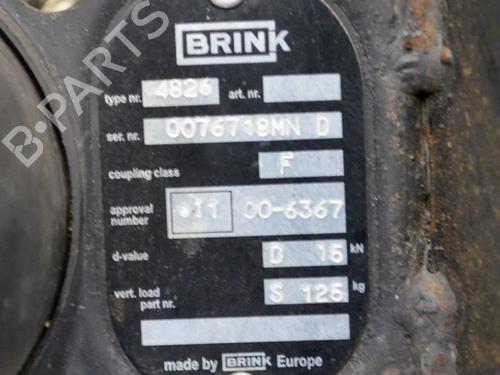 BRINK
type nr. 4826 art. nr.
ser. nr. 0076718MN D
coupling class F
approval number e11 00-6367
d-value D 15 kN
vert. load S 125 kg
part nr.
made by BRINK Europe
B-PARTS